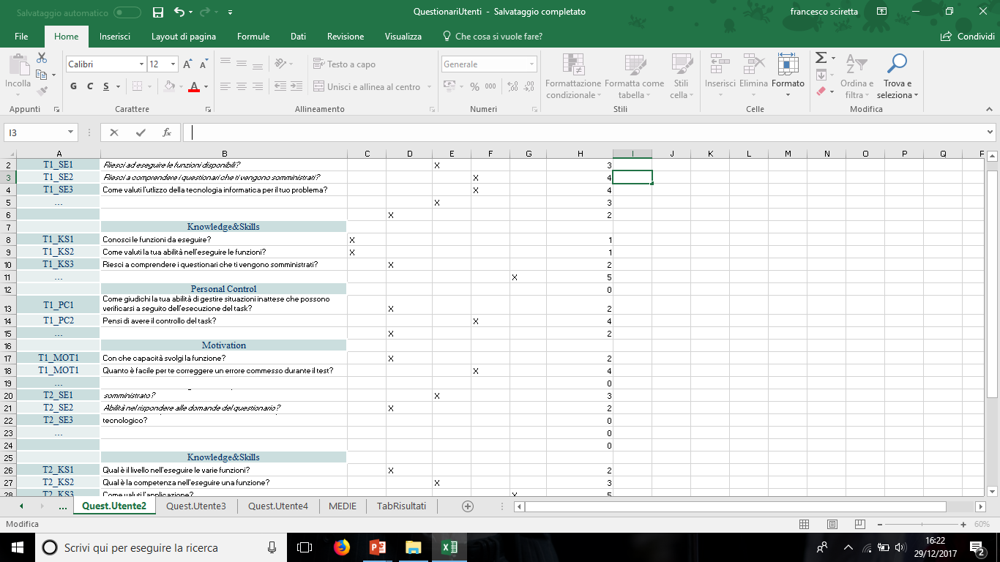 Salvataggio automatico
QuestionariUtenti - Salvataggio completato
francesco sciretta
File Home Inserisci Layout di pagina Formule Dati Revisione Visualizza Che cosa si vuole fare? Condividi
Incolla
Appunti
Calibri 12
G C S
Carattere
Testo a capo
Unisci e allinea al centro
Allineamento
Generale
% 000
Numeri
Formattazione condizionale
Formatta come tabella
Stili cella
Stili
Inserisci Elimina Formato
Celle
Ordina e filtra
Trova e seleziona
Modifica
I3 fx
A B C D E F G H I J K L M N O P Q
2 T1_SE1 Riesci ad eseguire le funzioni disponibili? X 3
3 T1_SE2 Riesci a comprendere i questionari che ti vengono somministrati? X 4
4 T1_SE3 Come valuti l'utlizzo della tecnologia informatica per il tuo problema? X 4
5 ... X 3
6 X 2
7 Knowledge&Skills
8 T1_KS1 Conosci le funzioni da eseguire? X 1
9 T1_KS2 Come valuti la tua abilità nell'eseguire le funzioni? X 1
10 T1_KS3 Riesci a comprendere i questionari che ti vengono somministrati? X 2
11 ... X 5
12 Personal Control 0
13 T1_PC1 Come giudichi la tua abilità di gestire situazioni inattese che possono
verificarsi a seguito dell'esecuzione del task? X 2
14 T1_PC2 Pensi di avere il controllo del task? X 4
15 ... X 2
16 Motivation
17 T1_MOT1 Con che capacità svolgi la funzione? X 2
18 T1_MOT1 Quanto è facile per te correggere un errore commesso durante il test? X 4
19 ... 0
20 T2_SE1 somministrato? X 3
21 T2_SE2 Abilità nel rispondere alle domande del questionario? X 2
22 T2_SE3 tecnologico? 0
23 ... 0
24 0
25 Knowledge&Skills
26 T2_KS1 Qual è il livello nell'eseguire le varie funzioni? X 2
27 T2_KS2 Qual è la competenza nell'eseguire una funzione? X 3
28 T2_KS3 Come valuti l'applicazione? X 5
... Quest.Utente2 Quest.Utente3 Quest.Utente4 MEDIE TabRisultati
Modifica 60%
Scrivi qui per eseguire la ricerca
16:22
29/12/2017
2